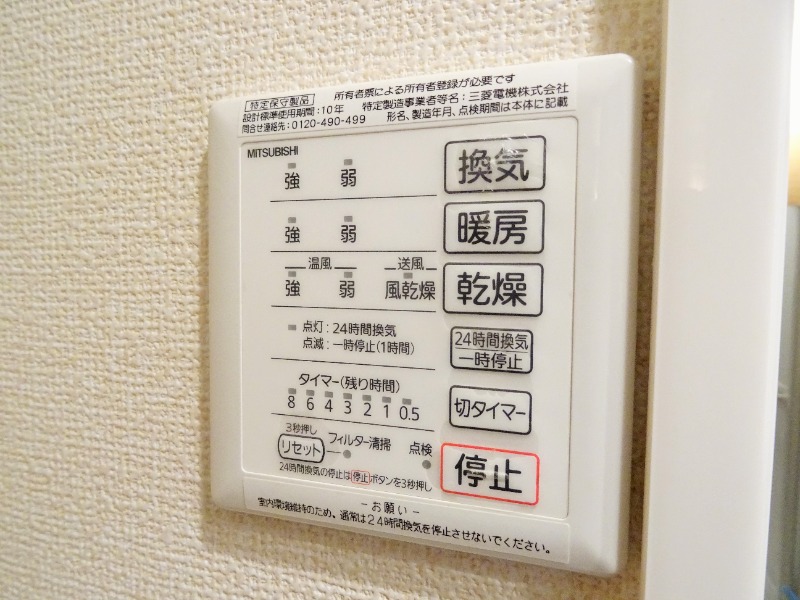 特定保守製品 所有者票による所有者登録が必要です
設計標準使用期間：10年 特定製造事業者等名：三菱電機株式会社
問合せ連絡先：0120-490-499 形名、製造年月、点検期間は本体に記載
MITSUBISHI
強 弱 換気
強 弱 暖房
温風 送風
強 弱 風乾燥 乾燥
点灯：24時間換気
点滅：一時停止(1時間)
24時間換気
一時停止
タイマー(残り時間)
8 6 4 3 2 1 0.5
切タイマー
3秒押し
リセット フィルター清掃 点検
24時間換気の停止は停止ボタンを3秒押し
停止
－お願い－
室内環境維持のため、通常は24時間換気を停止させないでください。